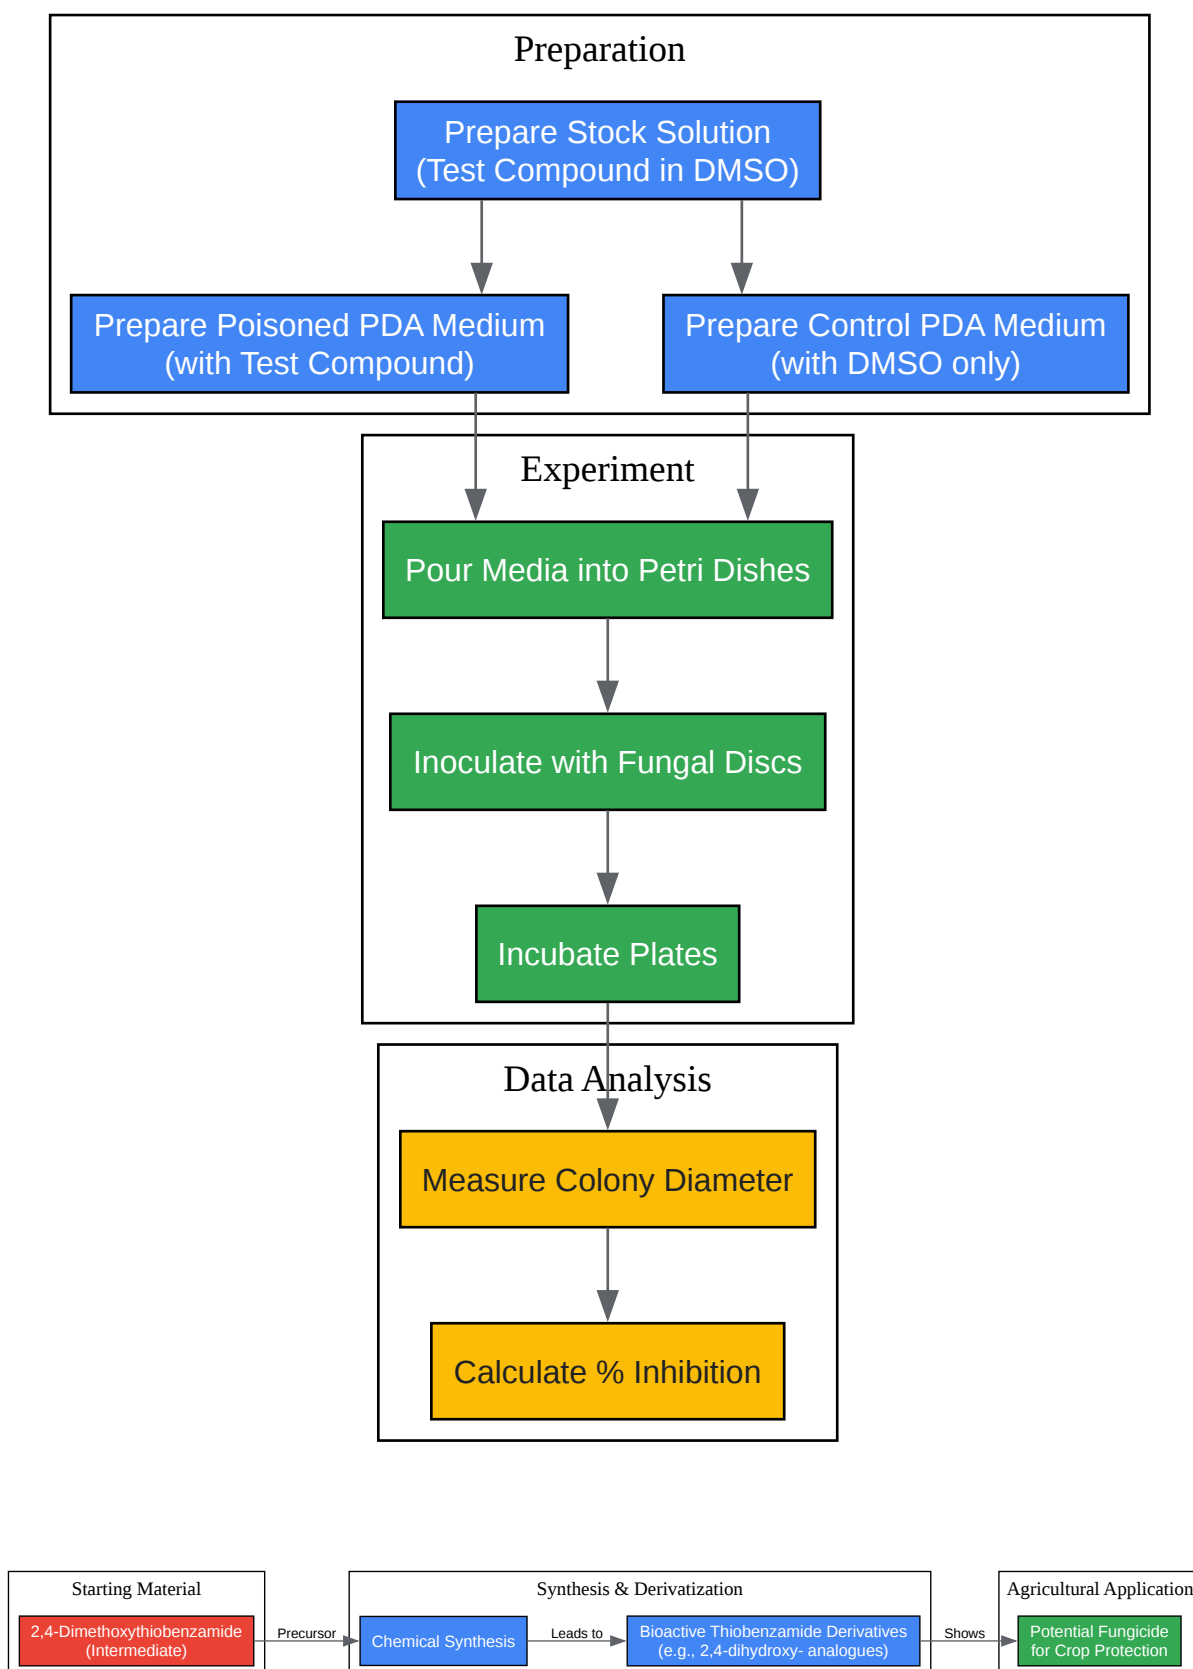 Preparation
Prepare Stock Solution
(Test Compound in DMSO)
Prepare Poisoned PDA Medium
(with Test Compound)
Prepare Control PDA Medium
(with DMSO only)
Experiment
Pour Media into Petri Dishes
Inoculate with Fungal Discs
Incubate Plates
Data Analysis
Measure Colony Diameter
Calculate % Inhibition
Starting Material
2,4-Dimethoxythiobenzamide
(Intermediate)
Precursor
Synthesis & Derivatization
Chemical Synthesis
Leads to
Bioactive Thiobenzamide Derivatives
(e.g., 2,4-dihydroxy- analogues)
Shows
Agricultural Application
Potential Fungicide
for Crop Protection